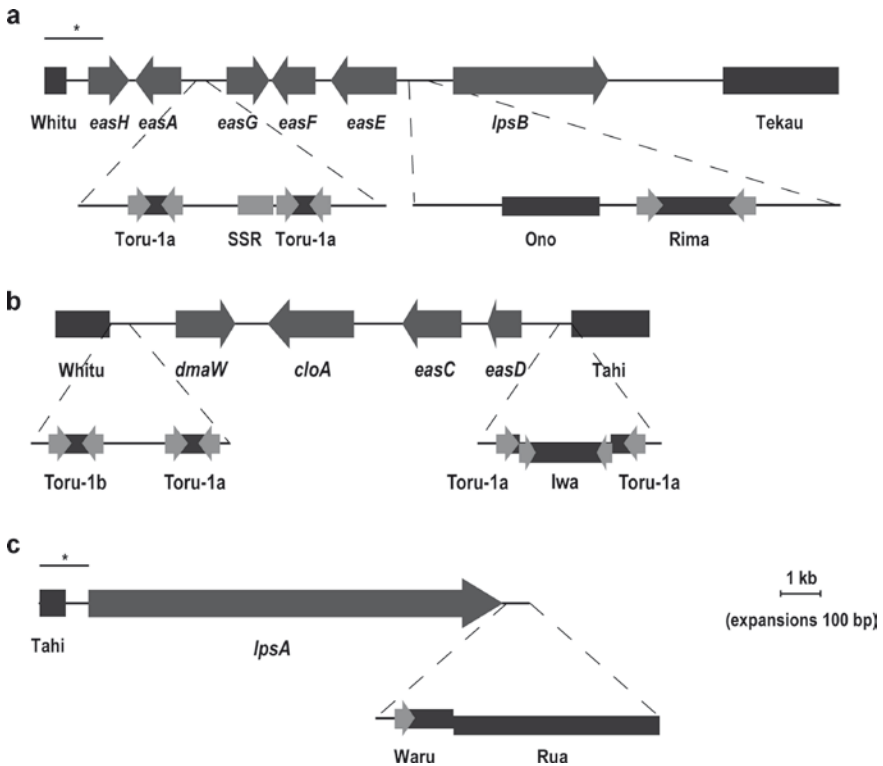 a
*
Whitu easH easA easG easF easE lpsB Tekau
Toru-1a SSR Toru-1a Ono Rima
b
Whitu dmaW cloA easC easD Tahi
Toru-1b Toru-1a Toru-1a Iwa Toru-1a
c
*
1 kb
(expansions 100 bp)
Tahi lpsA
Waru Rua